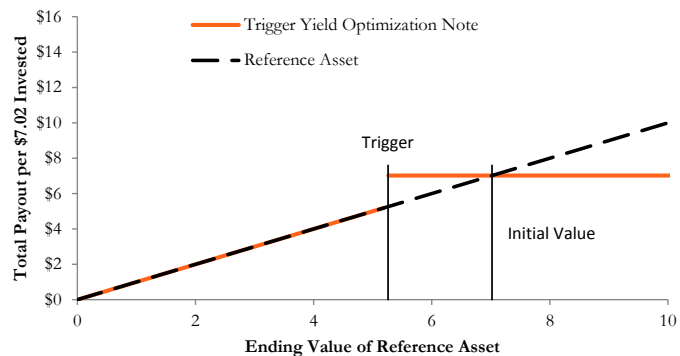 $16
$14
$12
$10
$8
$6
$4
$2
$0
Total Payout per $7.02 Invested
Trigger Yield Optimization Note
Reference Asset
Trigger
Initial Value
0 2 4 6 8 10
Ending Value of Reference Asset